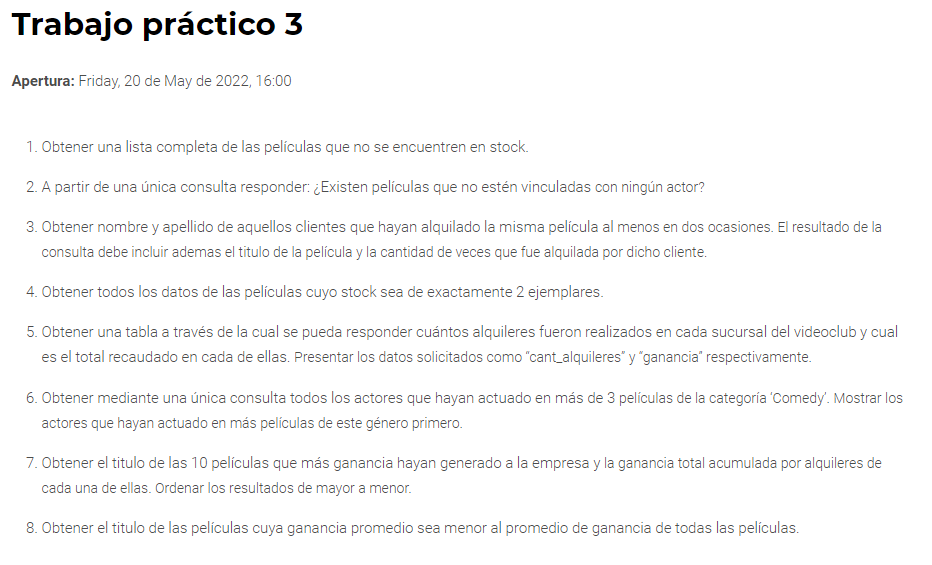 Trabajo práctico 3
Apertura: Friday, 20 de May de 2022, 16:00
1. Obtener una lista completa de las películas que no se encuentren en stock.
2. A partir de una única consulta responder: ¿Existen películas que no estén vinculadas con ningún actor?
3. Obtener nombre y apellido de aquellos clientes que hayan alquilado la misma película al menos en dos ocasiones. El resultado de la
consulta debe incluir ademas el titulo de la película y la cantidad de veces que fue alquilada por dicho cliente.
4. Obtener todos los datos de las películas cuyo stock sea de exactamente 2 ejemplares.
5. Obtener una tabla a través de la cual se pueda responder cuántos alquileres fueron realizados en cada sucursal del videoclub y cual
es el total recaudado en cada de ellas. Presentar los datos solicitados como “cant_alquileres” y “ganancia” respectivamente.
6. Obtener mediante una única consulta todos los actores que hayan actuado en más de 3 películas de la categoría ‘Comedy’. Mostrar los
actores que hayan actuado en más películas de este género primero.
7. Obtener el titulo de las 10 películas que más ganancia hayan generado a la empresa y la ganancia total acumulada por alquileres de
cada una de ellas. Ordenar los resultados de mayor a menor.
8. Obtener el titulo de las películas cuya ganancia promedio sea menor al promedio de ganancia de todas las películas.